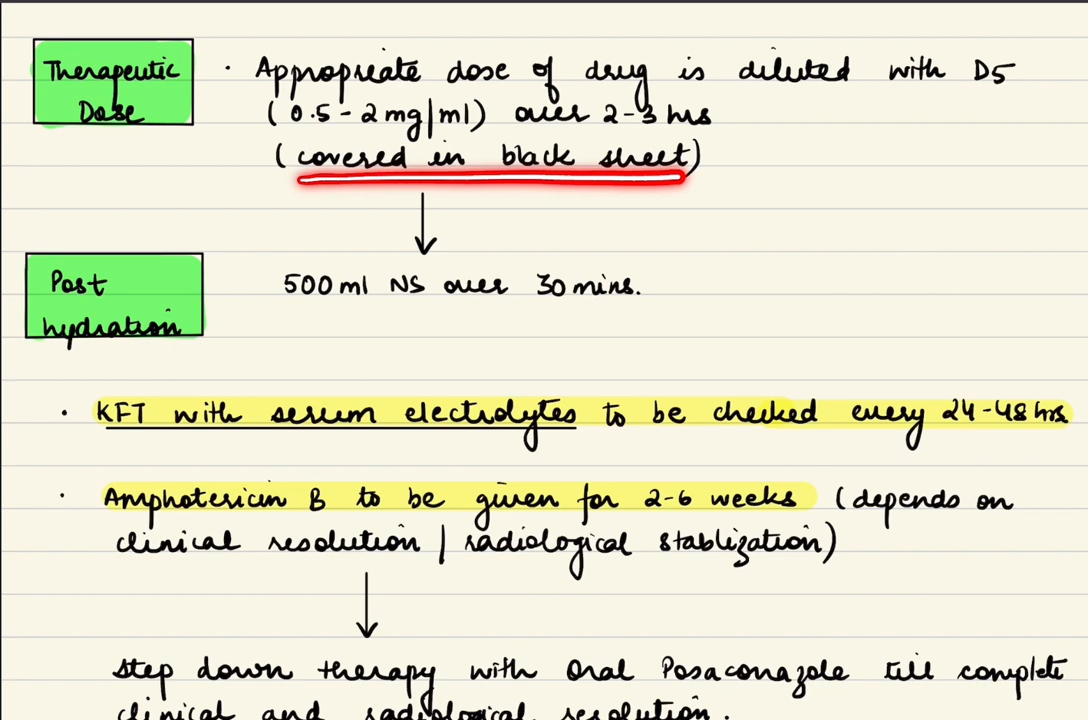 Therapeutic
Dose
· Appropriate dose of drug is diluted with D5
(0.5-2 mg/ml) over 2-3 hrs
(covered in black sheet)
↓
Post
hydration
500 ml NS over 30 mins.
· KFT with serum electrolytes to be checked every 24-48 hrs
· Amphotericin B to be given for 2-6 weeks (depends on
clinical resolution / radiological stablization)
↓
Step down therapy with Oral Posaconazole till complete
clinical and radiological resolution.